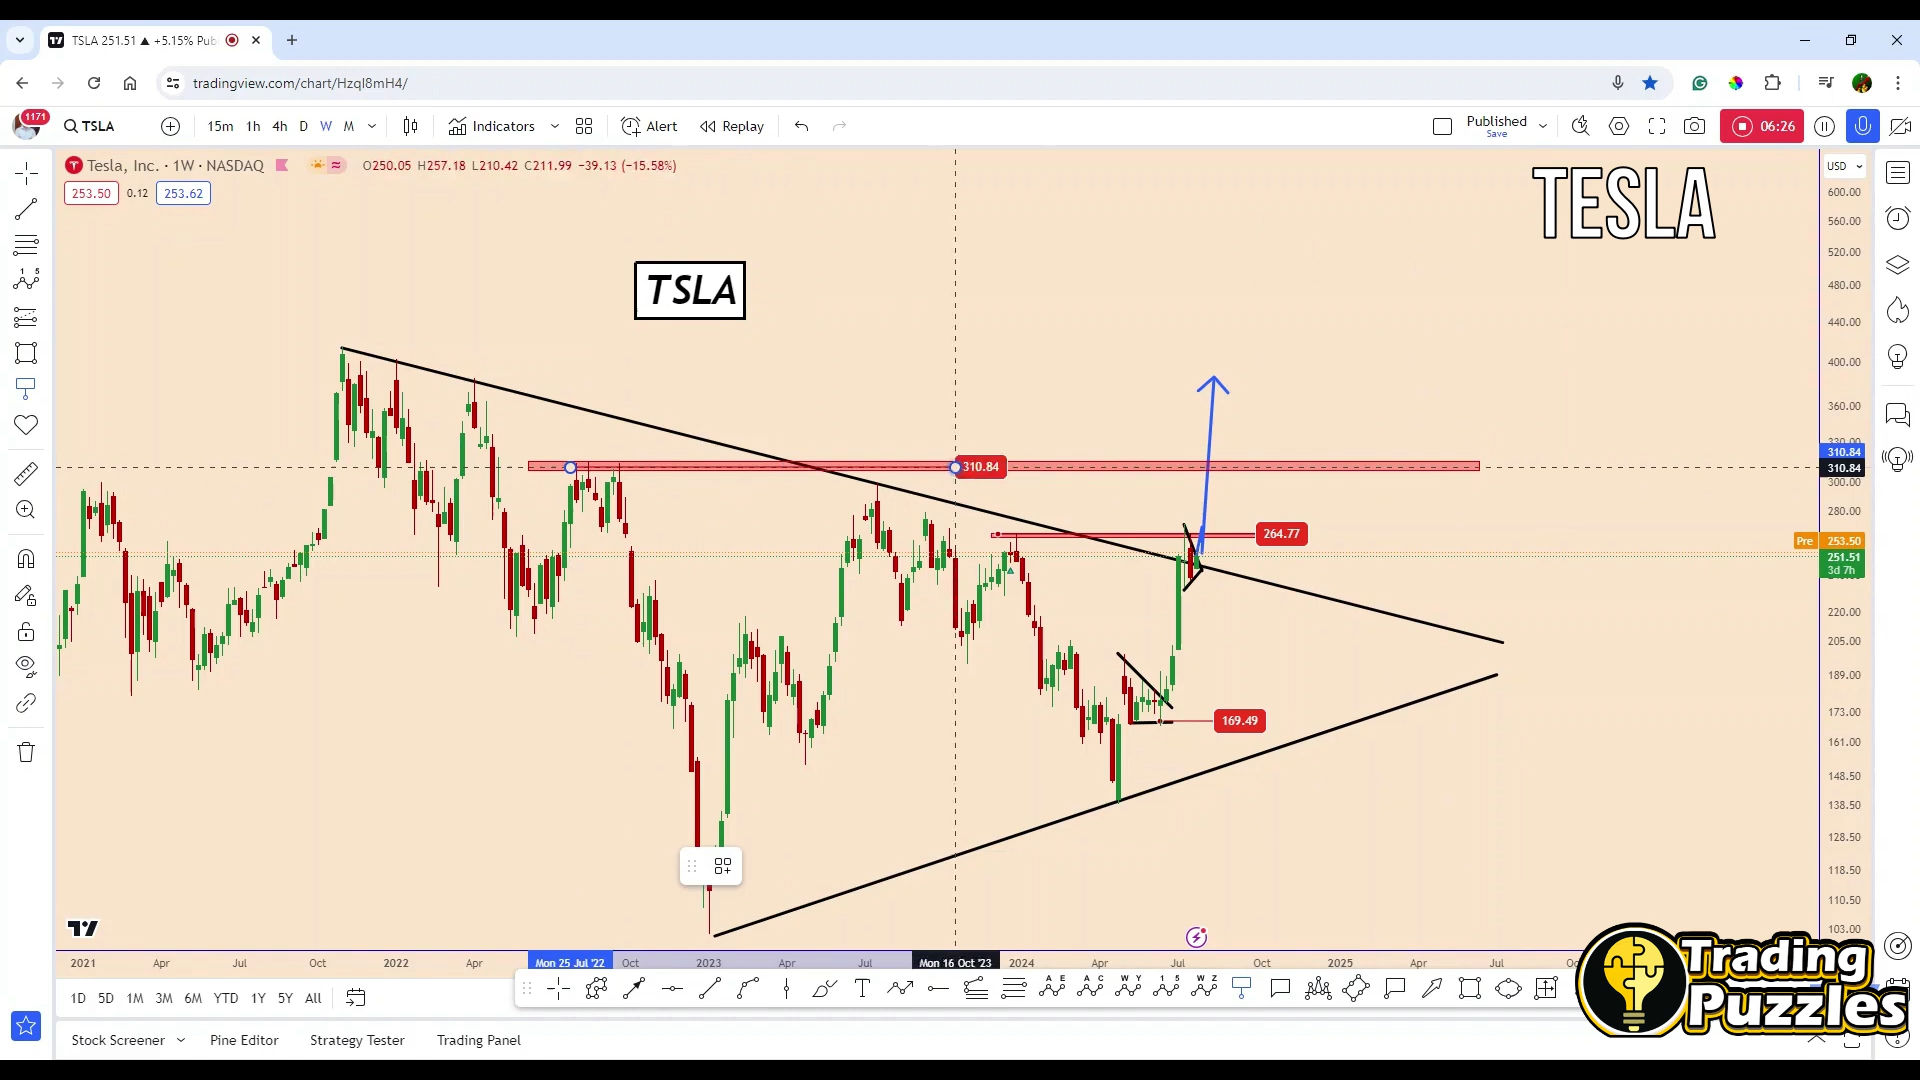 TSLA 251.51 ▲ +5.15% Pub
tradingview.com/chart/Hzql8mH4/
1171
TSLA
15m 1h 4h D W M
Indicators
Alert
Replay
Published
Save
06:26
Tesla, Inc. · 1W · NASDAQ
O250.05 H257.18 L210.42 C211.99 −39.13 (−15.58%)
253.50 0.12 253.62
USD
TESLA
TSLA
600.00
560.00
520.00
480.00
440.00
400.00
360.00
330.00
310.84
310.84
310.84
300.00
280.00
264.77
Pre 253.50
251.51
3d 7h
220.00
205.00
189.00
169.49
173.00
161.00
148.50
138.50
128.50
118.50
110.50
103.00
2021 Apr Jul Oct 2022 Apr Mon 25 Jul '22 Oct 2023 Apr Jul Mon 16 Oct '23 2024 Apr Jul Oct 2025 Apr Jul
1D 5D 1M 3M 6M YTD 1Y 5Y All
Stock Screener Pine Editor Strategy Tester Trading Panel
Trading
Puzzles